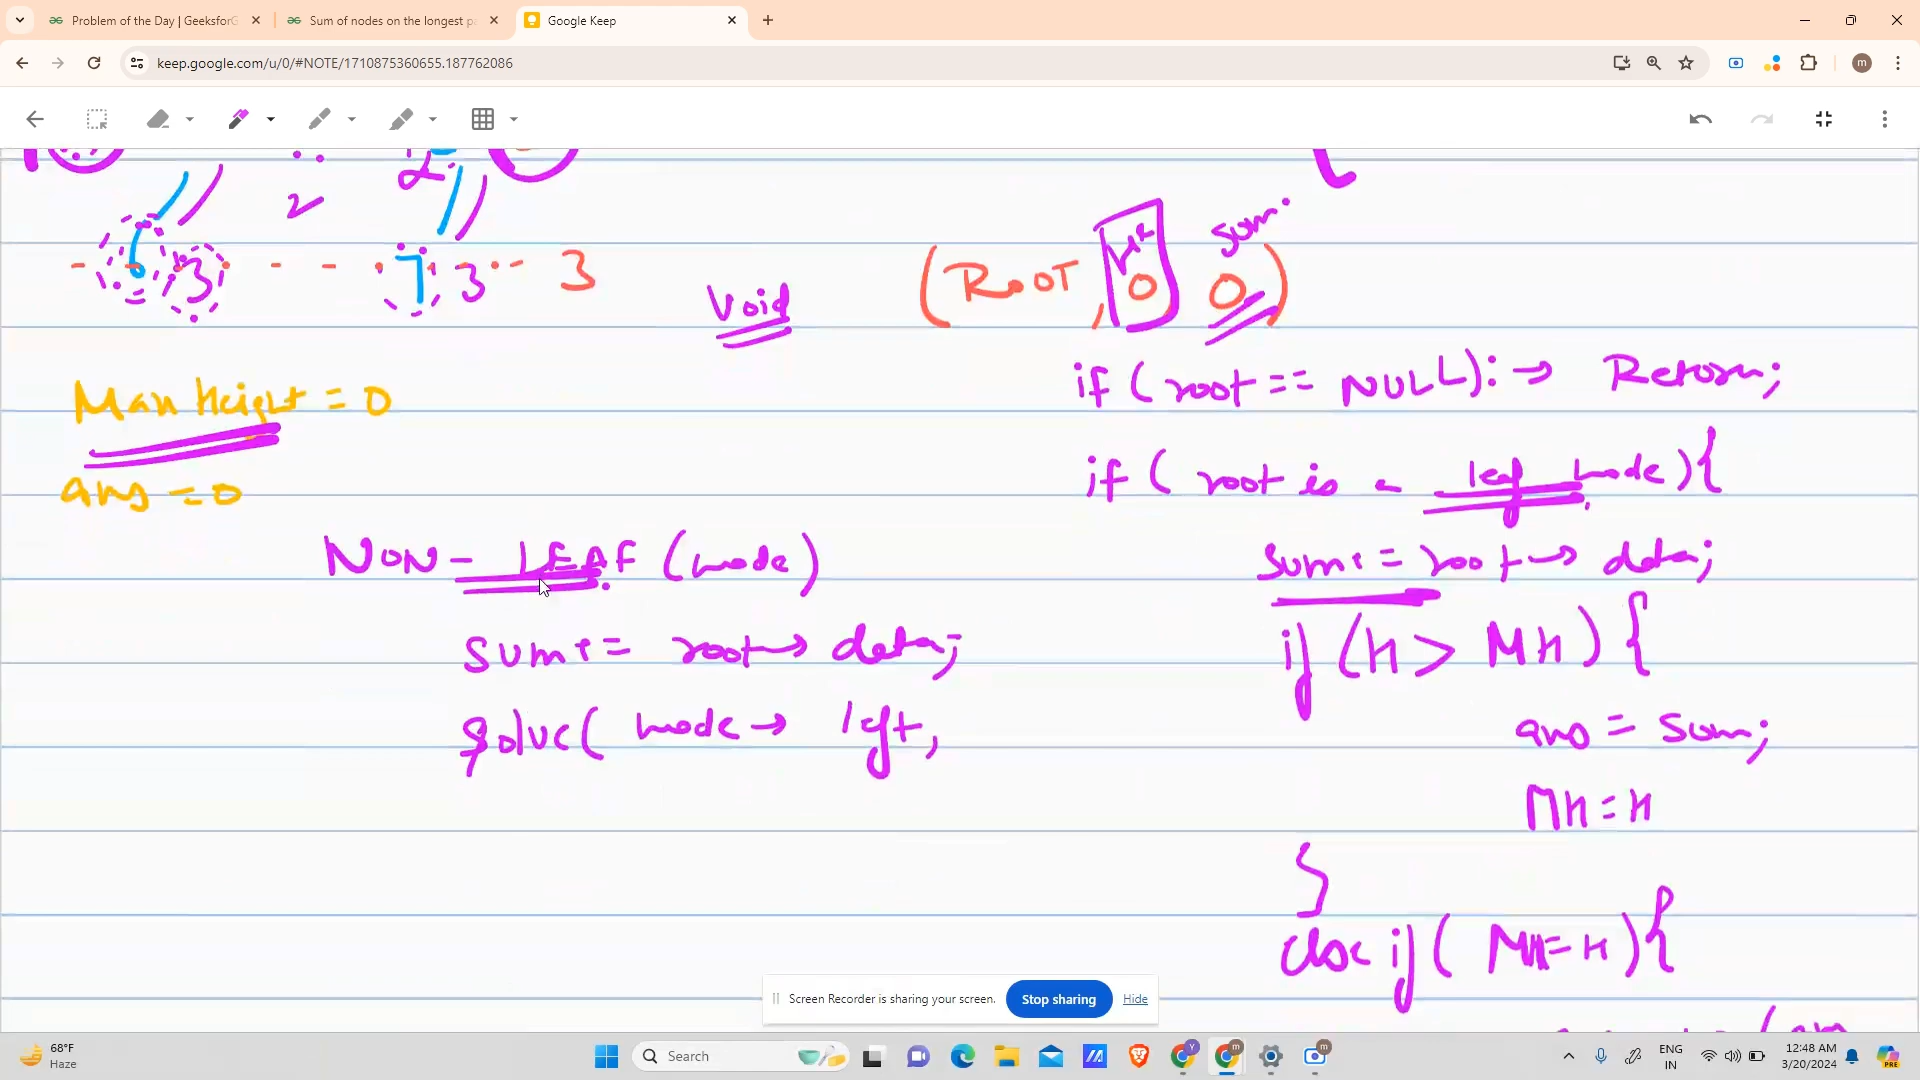 Problem of the Day | GeeksforG
Sum of nodes on the longest pa
Google Keep
keep.google.com/u/0/#NOTE/1710875360655.187762086
2
2
3
7 3
3
Void
(ROOT, 0, 0)
sum
if (root == NULL): → Return;
Max height = 0
ans = 0
if ( root is a leaf node){
NON - LEAF (node)
sum += root → data;
sum += root → data;
if (H > MH) {
solve( node → left,
ans = sum;
MH = H
}
else if ( MH = H ){
Screen Recorder is sharing your screen.
Stop sharing
Hide
68°F
Haze
Search
ENG
IN
12:48 AM
3/20/2024
PRE